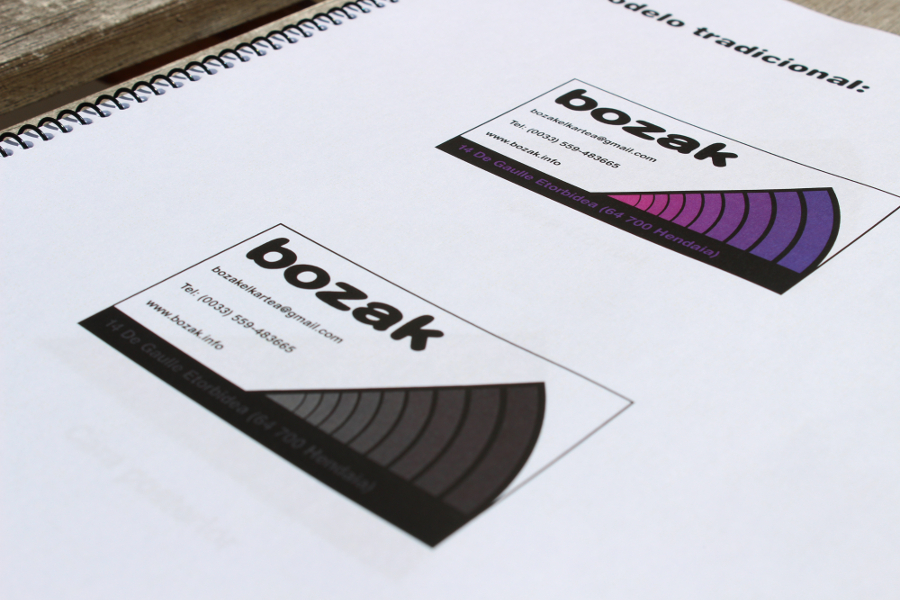 odelo tradicional:
bozak
bozakelkartea@gmail.com
Tel: (0033) 559-483665
www.bozak.info
14 De Gaulle Etorbidea (64 700 Hendaia)
bozak
bozakelkartea@gmail.com
Tel: (0033) 559-483665
www.bozak.info
14 De Gaulle Etorbidea (64 700 Hendaia)